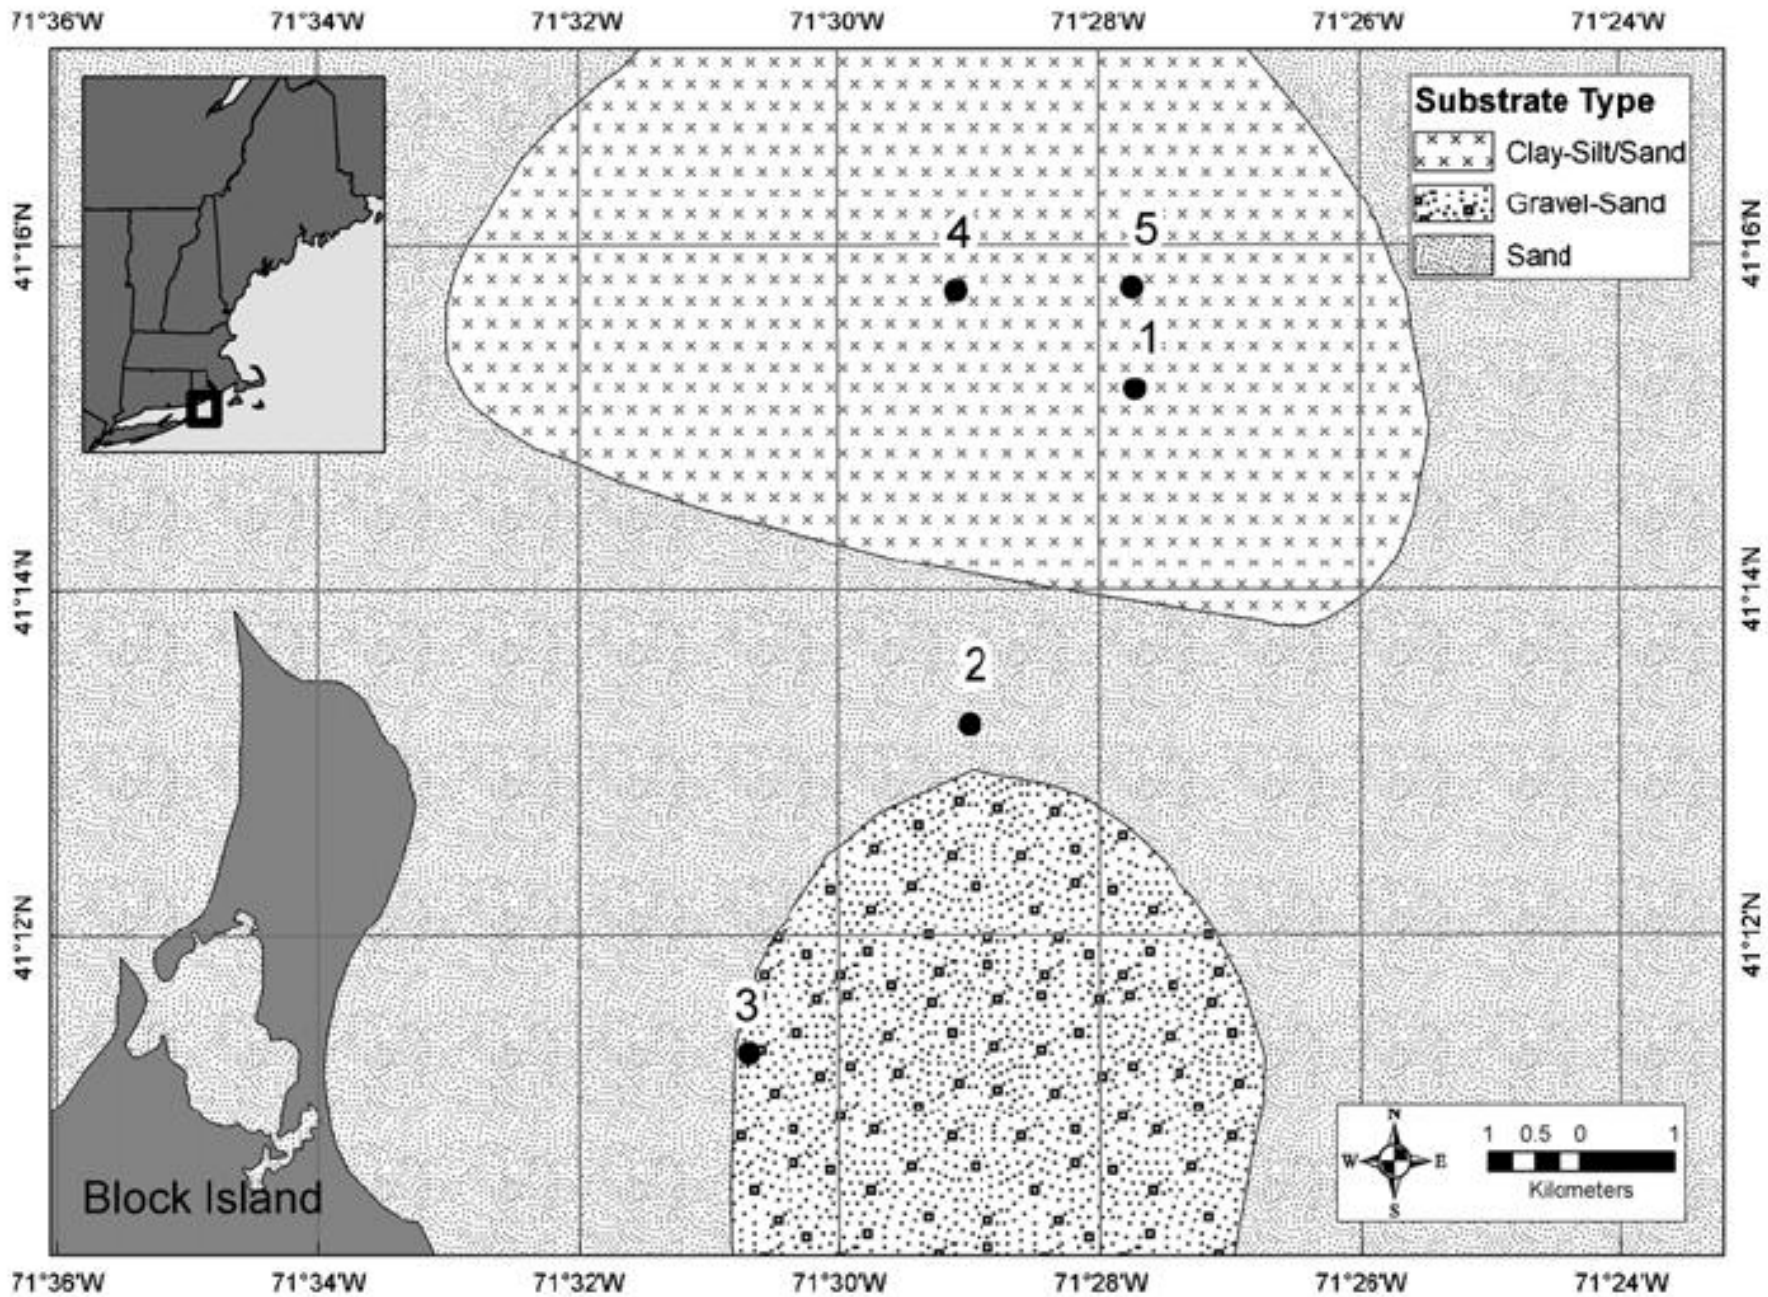 71°36'W 71°34'W 71°32'W 71°30'W 71°28'W 71°26'W 71°24'W
Substrate Type
Clay-Silt/Sand
Gravel-Sand
Sand
41°16'N 41°16'N
4 5
1
41°14'N 41°14'N
2
41°12'N 41°12'N
3
N
W E
S
1 0.5 0 1
Kilometers
Block Island
71°36'W 71°34'W 71°32'W 71°30'W 71°28'W 71°26'W 71°24'W